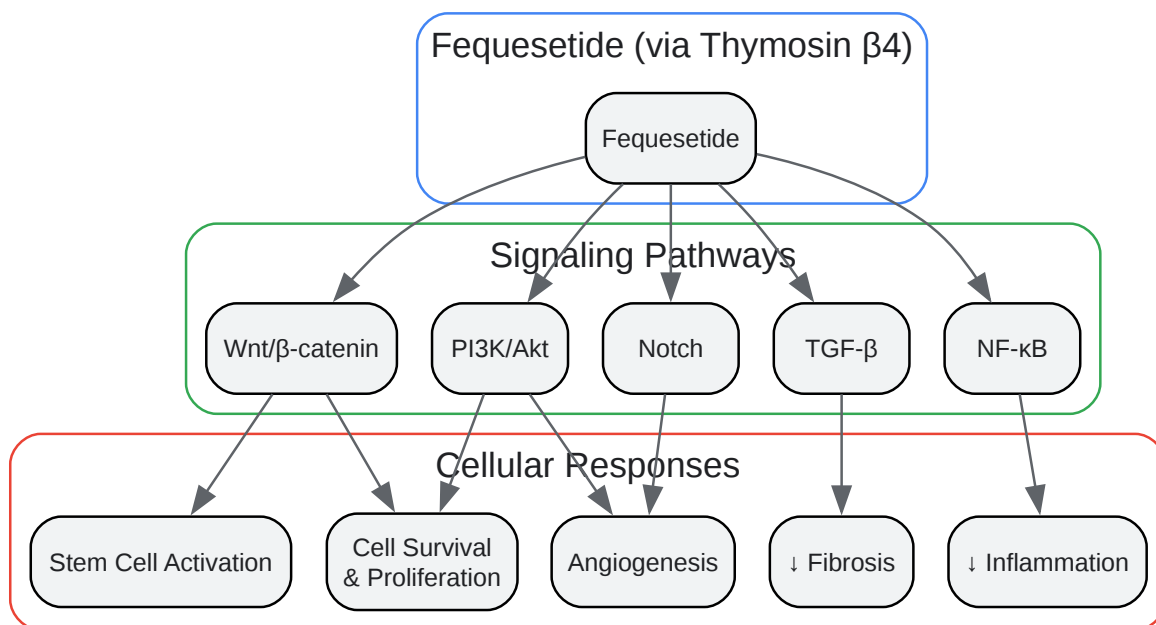 Fequesetide (via Thymosin β4)
Fequesetide
Signaling Pathways
Wnt/β-catenin
PI3K/Akt
Notch
TGF-β
NF-κB
Cellular Responses
Stem Cell Activation
Cell Survival
& Proliferation
Angiogenesis
↓ Fibrosis
↓ Inflammation